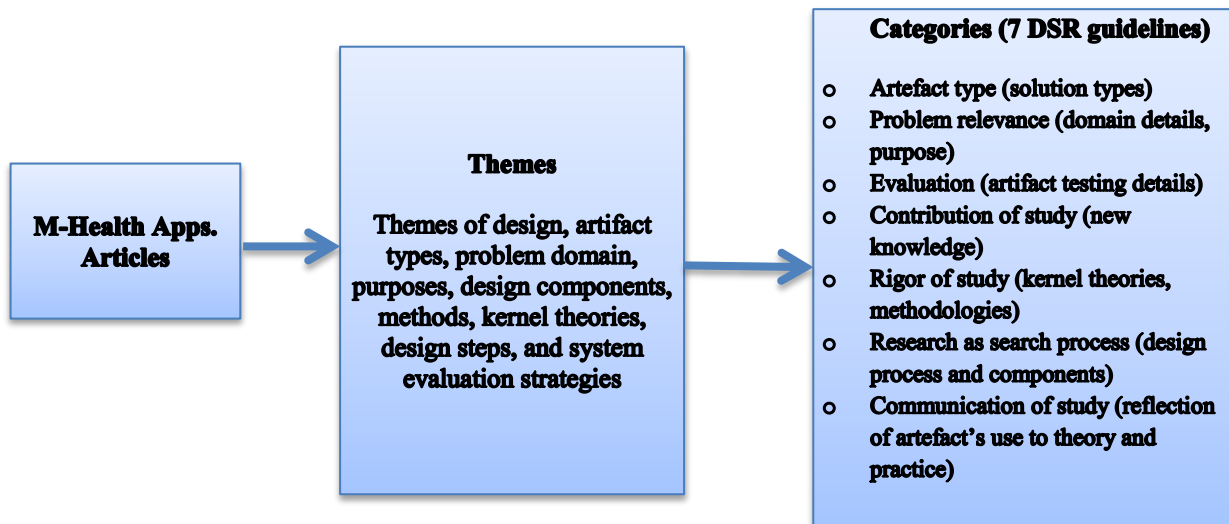 M-Health Apps.
Articles
Themes
Themes of design, artifact
types, problem domain,
purposes, design components,
methods, kernel theories,
design steps, and system
evaluation strategies
Categories (7 DSR guidelines)
o Artefact type (solution types)
o Problem relevance (domain details,
purpose)
o Evaluation (artifact testing details)
o Contribution of study (new
knowledge)
o Rigor of study (kernel theories,
methodologies)
o Research as search process (design
process and components)
o Communication of study (reflection
of artefact’s use to theory and
practice)